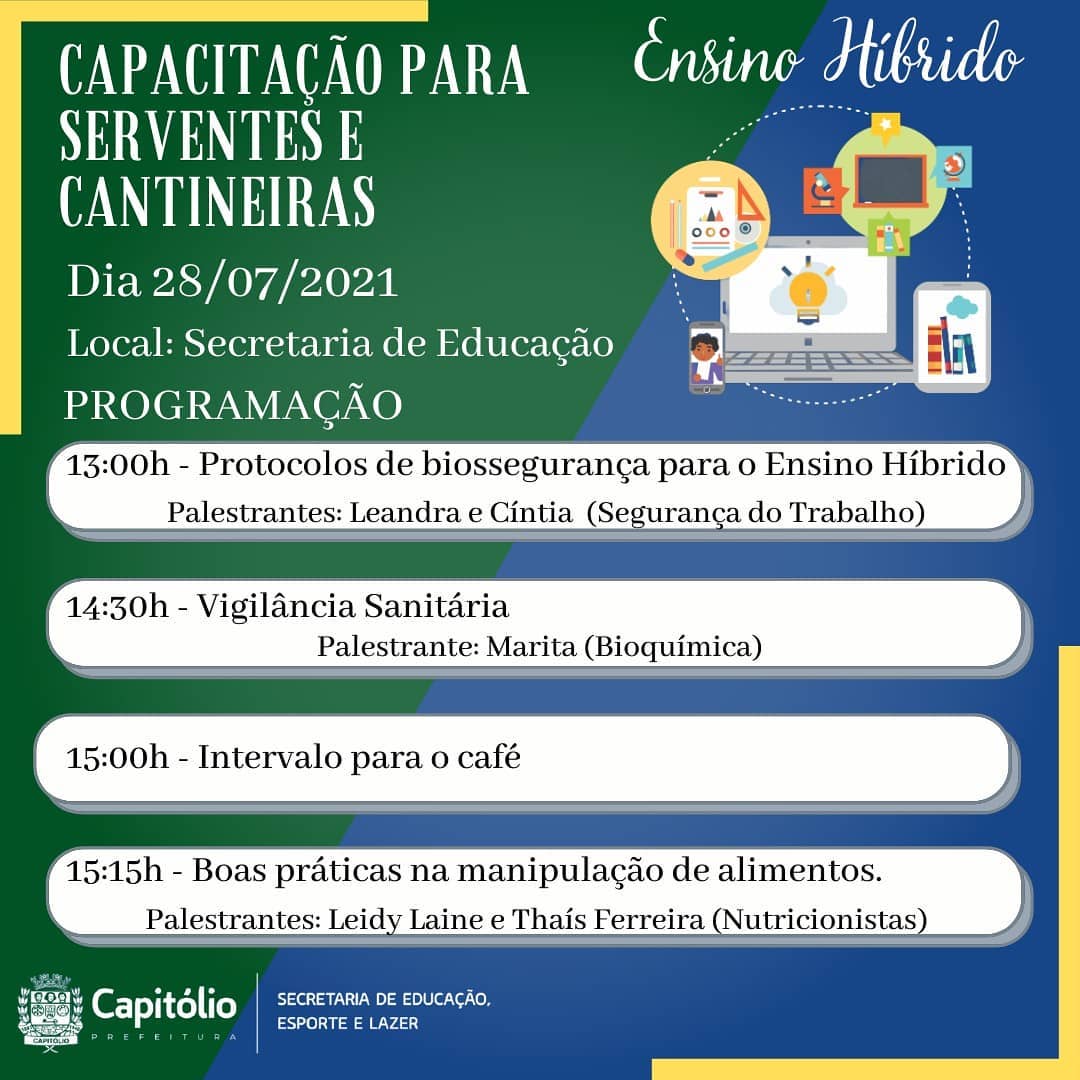 CAPACITAÇÃO PARA
SERVENTES E
CANTINEIRAS
Ensino Híbrido
Dia 28/07/2021
Local: Secretaria de Educação
PROGRAMAÇÃO
13:00h - Protocolos de biossegurança para o Ensino Híbrido
Palestrantes: Leandra e Cíntia (Segurança do Trabalho)
14:30h - Vigilância Sanitária
Palestrante: Marita (Bioquímica)
15:00h - Intervalo para o café
15:15h - Boas práticas na manipulação de alimentos.
Palestrantes: Leidy Laine e Thaís Ferreira (Nutricionistas)
CAPITÓLIO
Capitólio
PREFEITURA
SECRETARIA DE EDUCAÇÃO,
ESPORTE E LAZER